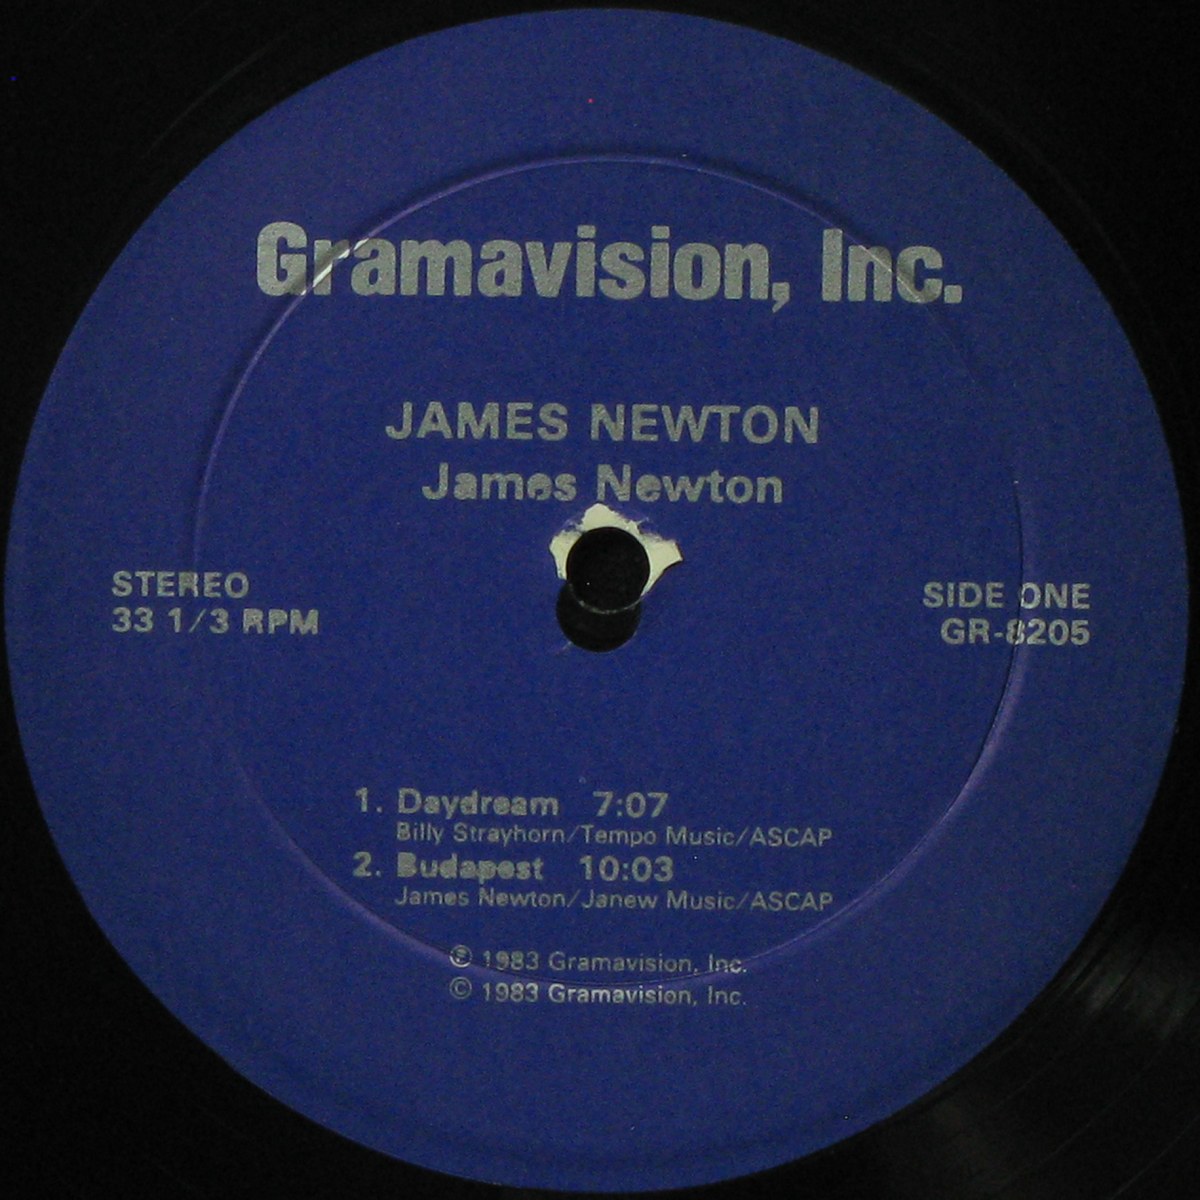 Gramavision, Inc.
JAMES NEWTON
James Newton
STEREO
33 1/3 RPM
SIDE ONE
GR-8205
1. Daydream 7:07
Billy Strayhorn/Tempo Music/ASCAP
2. Budapest 10:03
James Newton/Janew Music/ASCAP
℗ 1983 Gramavision, Inc.
© 1983 Gramavision, Inc.